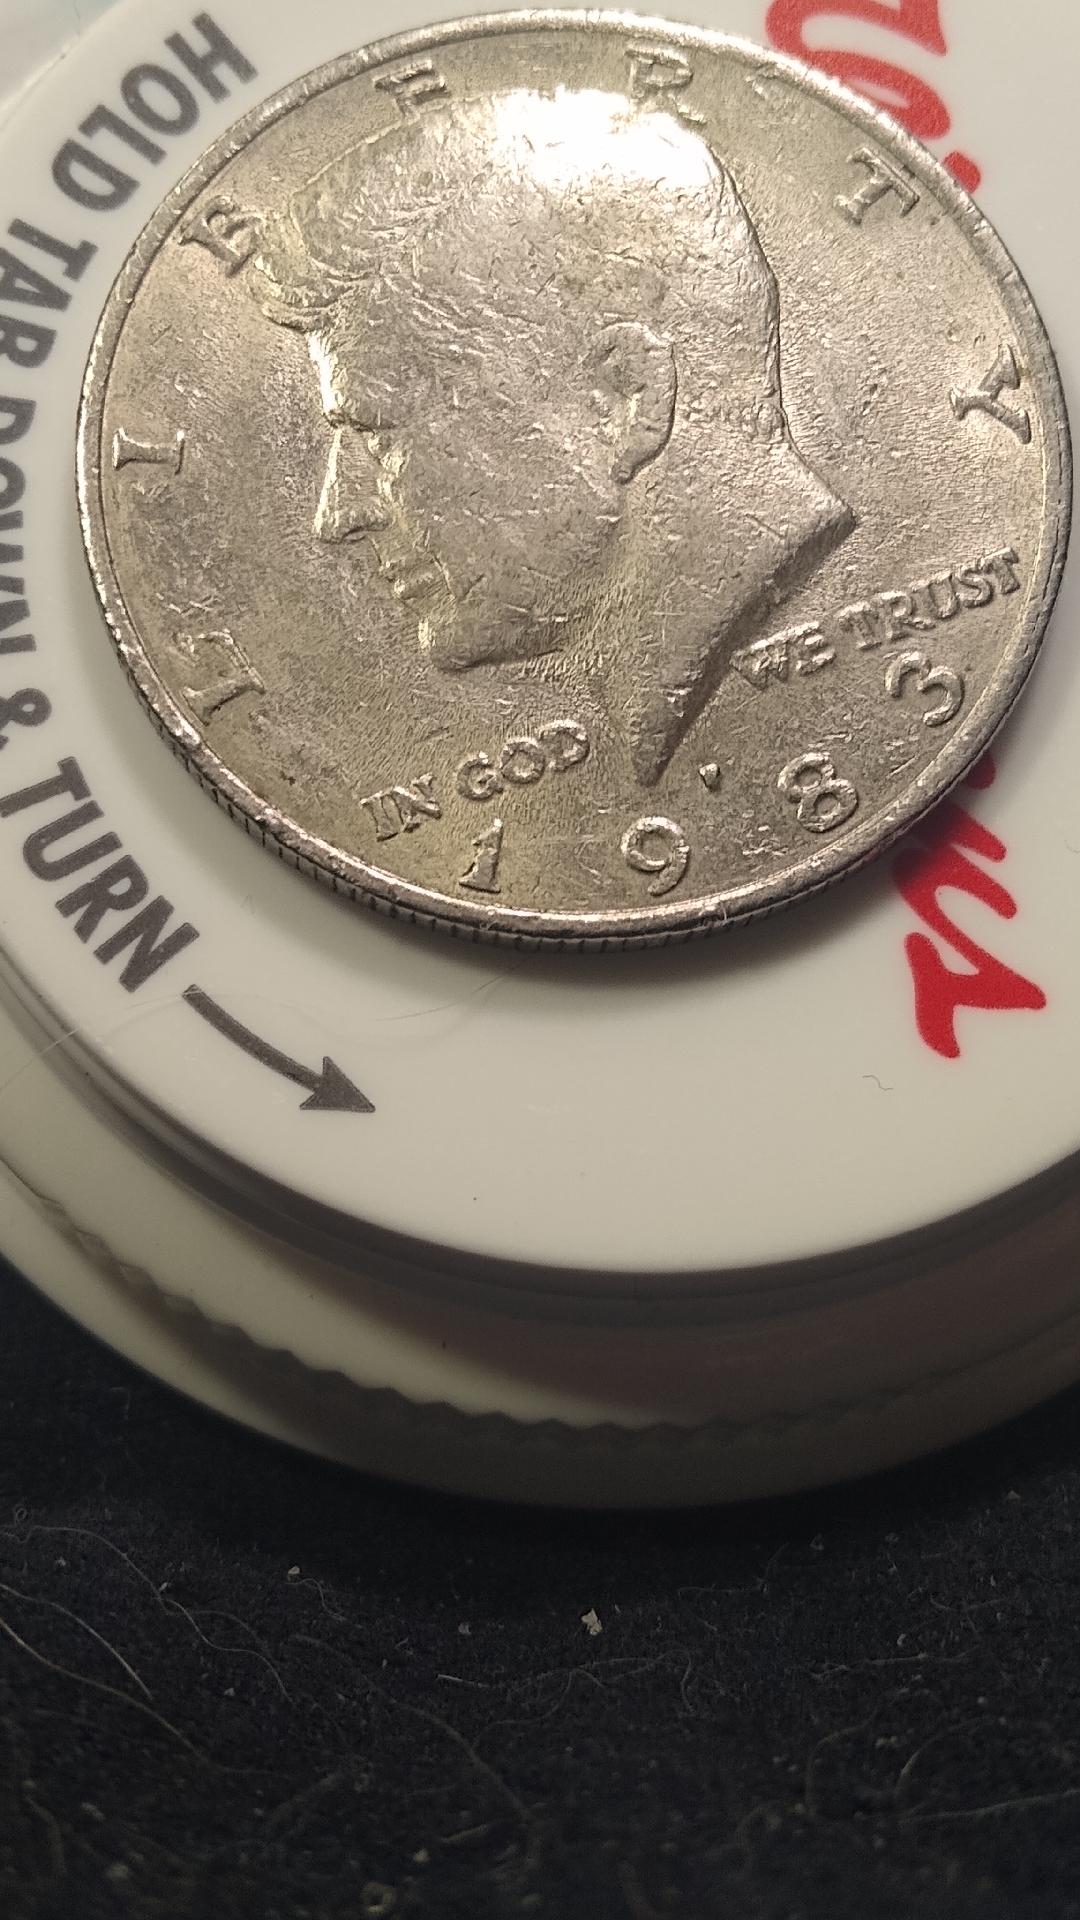 LIBERTY
IN GOD WE TRUST
1983
HOLD TAB DOWN & TURN